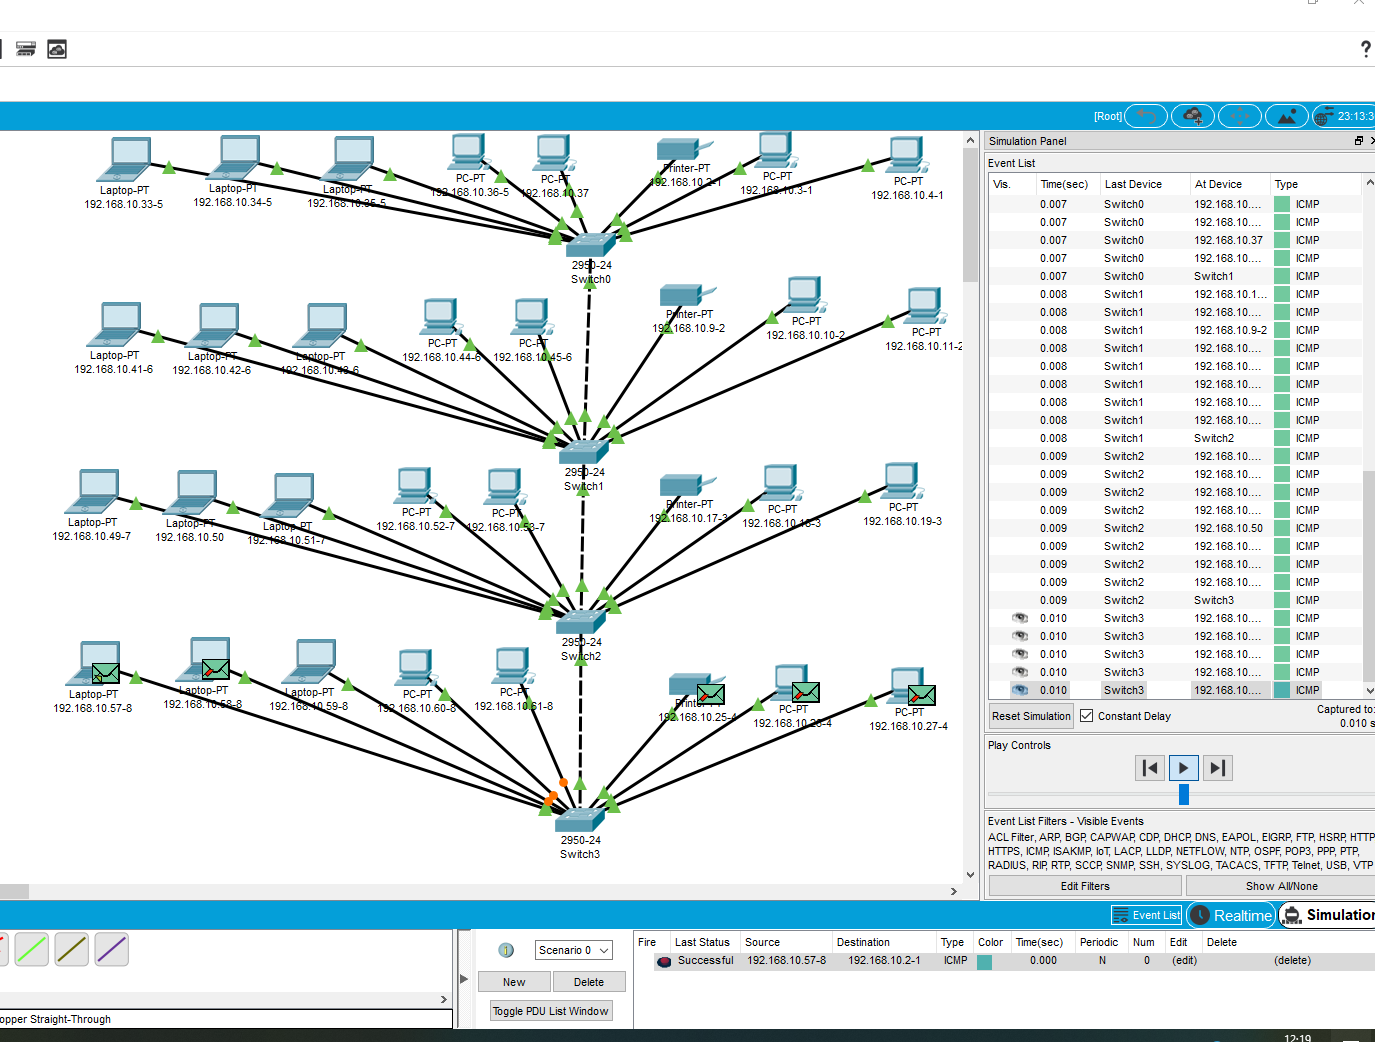 ?
[Root]
23:13:3
Simulation Panel
Event List
Vis. Time(sec) Last Device At Device Type
0.007 Switch0 192.168.10.... ICMP
0.007 Switch0 192.168.10.... ICMP
0.007 Switch0 192.168.10.37 ICMP
0.007 Switch0 192.168.10.... ICMP
0.007 Switch0 Switch1 ICMP
0.008 Switch1 192.168.10.1... ICMP
0.008 Switch1 192.168.10.... ICMP
0.008 Switch1 192.168.10.9-2 ICMP
0.008 Switch1 192.168.10.... ICMP
0.008 Switch1 192.168.10.... ICMP
0.008 Switch1 192.168.10.... ICMP
0.008 Switch1 192.168.10.... ICMP
0.008 Switch1 192.168.10.... ICMP
0.008 Switch1 Switch2 ICMP
0.009 Switch2 192.168.10.... ICMP
0.009 Switch2 192.168.10.... ICMP
0.009 Switch2 192.168.10.... ICMP
0.009 Switch2 192.168.10.... ICMP
0.009 Switch2 192.168.10.50 ICMP
0.009 Switch2 192.168.10.... ICMP
0.009 Switch2 192.168.10.... ICMP
0.009 Switch2 192.168.10.... ICMP
0.009 Switch2 Switch3 ICMP
0.010 Switch3 192.168.10.... ICMP
0.010 Switch3 192.168.10.... ICMP
0.010 Switch3 192.168.10.... ICMP
0.010 Switch3 192.168.10.... ICMP
0.010 Switch3 192.168.10.... ICMP
Reset Simulation Constant Delay Captured to:
0.010 s
Play Controls
Event List Filters - Visible Events
ACL Filter, ARP, BGP, CAPWAP, CDP, DHCP, DNS, EAPOL, EIGRP, FTP, HSRP, HTTP
HTTPS, ICMP, ISAKMP, IoT, LACP, LLDP, NETFLOW, NTP, OSPF, POP3, PPP, PTP,
RADIUS, RIP, RTP, SCCP, SNMP, SSH, SYSLOG, TACACS, TFTP, Telnet, USB, VTP
Edit Filters Show All/None
Laptop-PT
192.168.10.33-5
Laptop-PT
192.168.10.34-5
Laptop-PT
192.168.10.35-5
PC-PT
192.168.10.36-5
PC-PT
192.168.10.37
Printer-PT
192.168.10.2-1
PC-PT
192.168.10.3-1
PC-PT
192.168.10.4-1
2950-24
Switch0
Laptop-PT
192.168.10.41-6
Laptop-PT
192.168.10.42-6
Laptop-PT
192.168.10.43-6
PC-PT
192.168.10.44-6
PC-PT
192.168.10.45-6
Printer-PT
192.168.10.9-2
PC-PT
192.168.10.10-2
PC-PT
192.168.10.11-2
2950-24
Switch1
Laptop-PT
192.168.10.49-7
Laptop-PT
192.168.10.50
Laptop-PT
192.168.10.51-7
PC-PT
192.168.10.52-7
PC-PT
192.168.10.53-7
Printer-PT
192.168.10.17-3
PC-PT
192.168.10.18-3
PC-PT
192.168.10.19-3
2950-24
Switch2
Laptop-PT
192.168.10.57-8
Laptop-PT
192.168.10.58-8
Laptop-PT
192.168.10.59-8
PC-PT
192.168.10.60-8
PC-PT
192.168.10.61-8
Printer-PT
192.168.10.25-4
PC-PT
192.168.10.26-4
PC-PT
192.168.10.27-4
2950-24
Switch3
Event List Realtime Simulation
Scenario 0
New Delete
Toggle PDU List Window
Fire Last Status Source Destination Type Color Time(sec) Periodic Num Edit Delete
Successful 192.168.10.57-8 192.168.10.2-1 ICMP 0.000 N 0 (edit) (delete)
opper Straight-Through
12:19